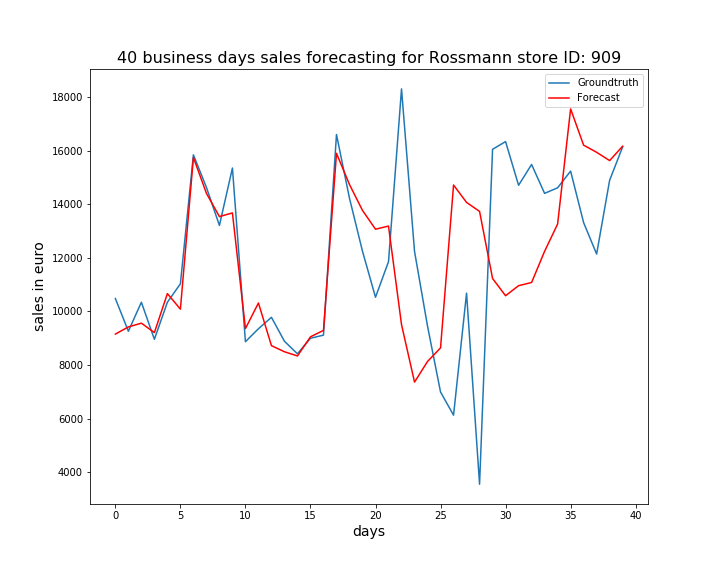 40 business days sales forecasting for Rossmann store ID: 909
Groundtruth
Forecast
sales in euro
18000
16000
14000
12000
10000
8000
6000
4000
0 5 10 15 20 25 30 35 40
days